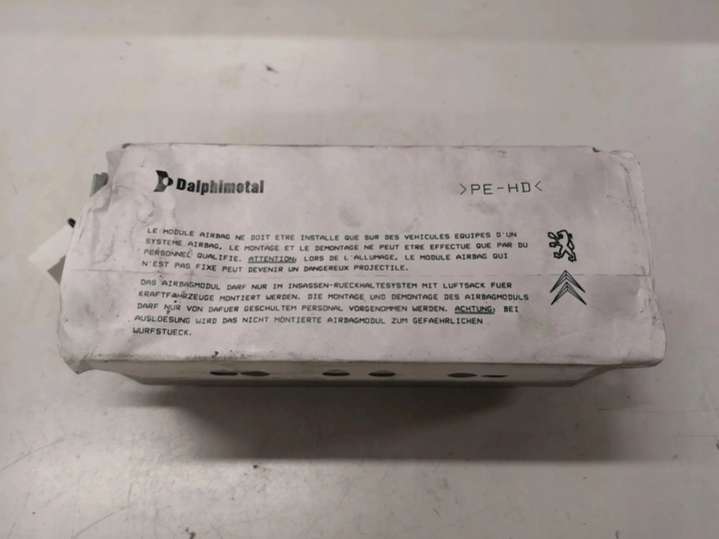 Dalphimetal
>PE-HD<
LE MODULE AIRBAG NE DOIT ETRE INSTALLE QUE SUR DES VEHICULES EQUIPES D'UN
SYSTEME AIRBAG, LE MONTAGE ET LE DEMONTAGE NE PEUT ETRE EFFECTUE QUE PAR DU
PERSONNEL QUALIFIE. ATTENTION: LORS DE L'ALLUMAGE, LE MODULE AIRBAG QUI
N'EST PAS FIXE PEUT DEVENIR UN DANGEREUX PROJECTILE.
DAS AIRBAGMODUL DARF NUR IM INSASSEN-RUECKHALTESYSTEM MIT LUFTSACK FUER
KRAFTFAHRZEUGE MONTIERT WERDEN. DIE MONTAGE UND DEMONTAGE DES AIRBAGMODULS
DARF NUR VON DAFUER GESCHULTEM PERSONAL VORGENOMMEN WERDEN. ACHTUNG: BEI
AUSLOESUNG WIRD DAS NICHT MONTIERTE AIRBAGMODUL ZUM GEFAEHRLICHEN
WURFSTUECK.